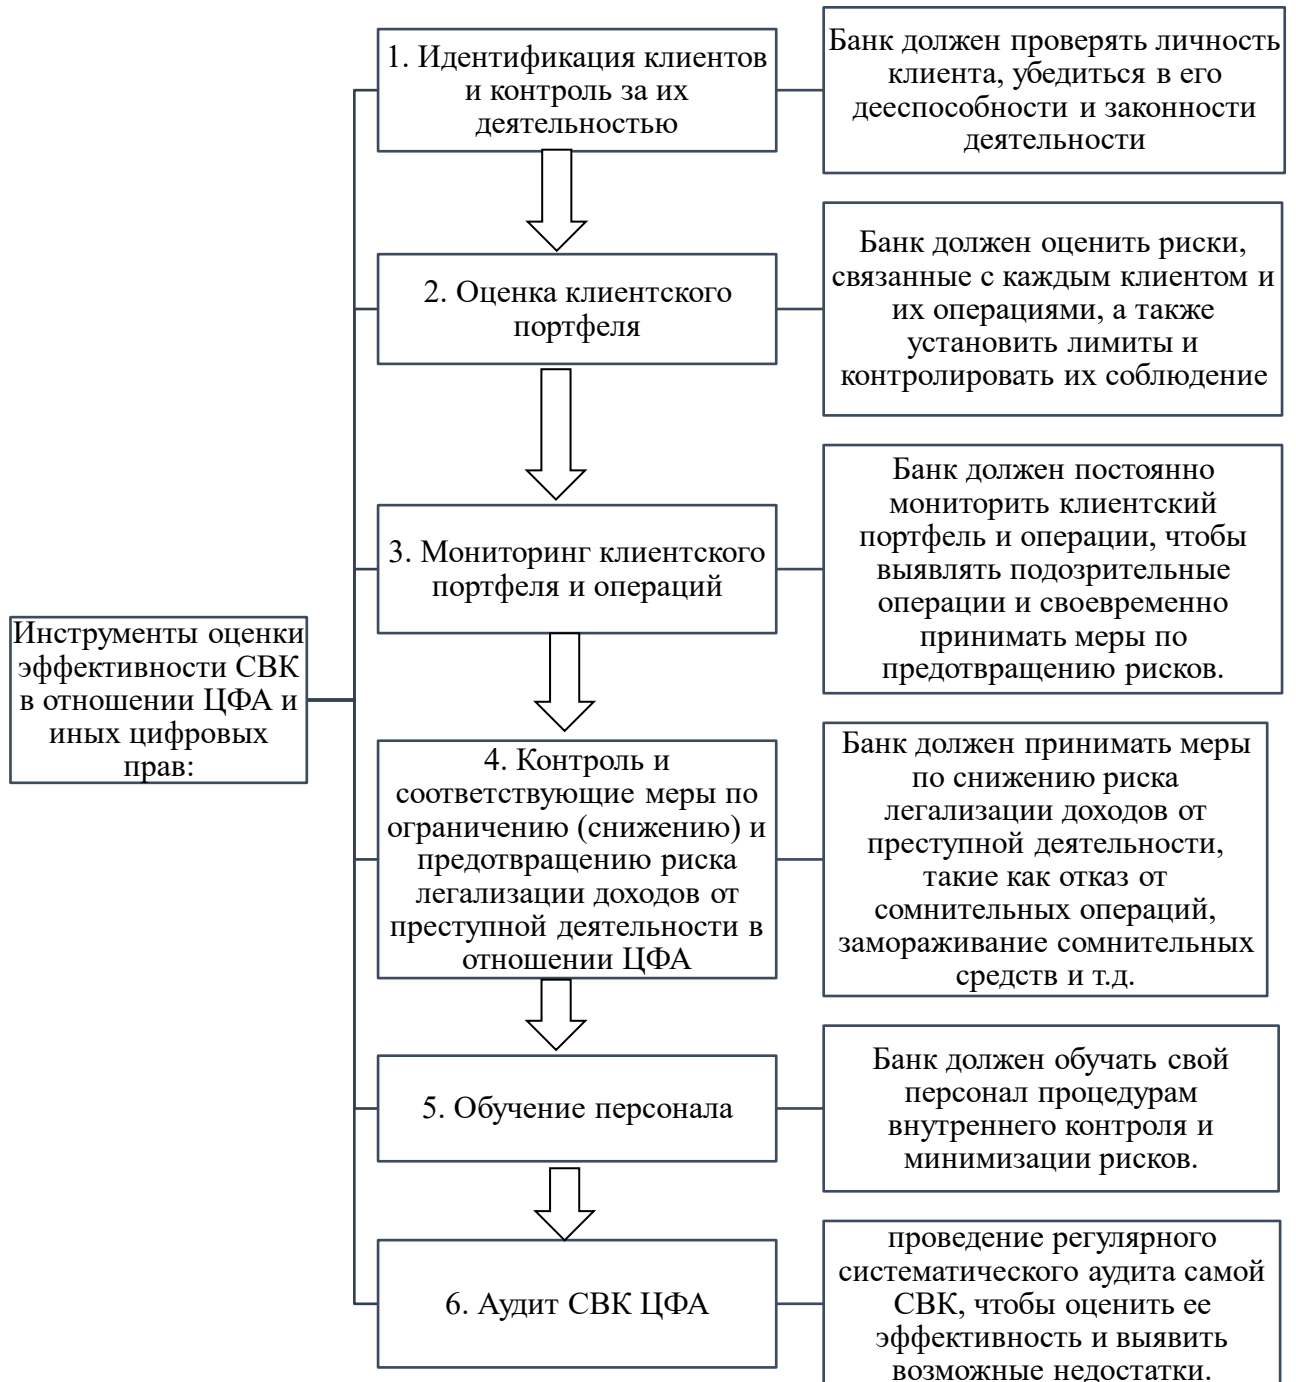 Инструменты оценки
эффективности СВК
в отношении ЦФА и
иных цифровых
прав:
1. Идентификация клиентов
и контроль за их
деятельностью
Банк должен проверять личность
клиента, убедиться в его
дееспособности и законности
деятельности
2. Оценка клиентского
портфеля
Банк должен оценить риски,
связанные с каждым клиентом и
их операциями, а также
установить лимиты и
контролировать их соблюдение
3. Мониторинг клиентского
портфеля и операций
Банк должен постоянно
мониторить клиентский
портфель и операции, чтобы
выявлять подозрительные
операции и своевременно
принимать меры по
предотвращению рисков.
4. Контроль и
соответствующие меры по
ограничению (снижению) и
предотвращению риска
легализации доходов от
преступной деятельности в
отношении ЦФА
Банк должен принимать меры
по снижению риска
легализации доходов от
преступной деятельности,
такие как отказ от
сомнительных операций,
замораживание сомнительных
средств и т.д.
5. Обучение персонала
Банк должен обучать свой
персонал процедурам
внутреннего контроля и
минимизации рисков.
6. Аудит СВК ЦФА
проведение регулярного
систематического аудита самой
СВК, чтобы оценить ее
эффективность и выявить
возможные недостатки.